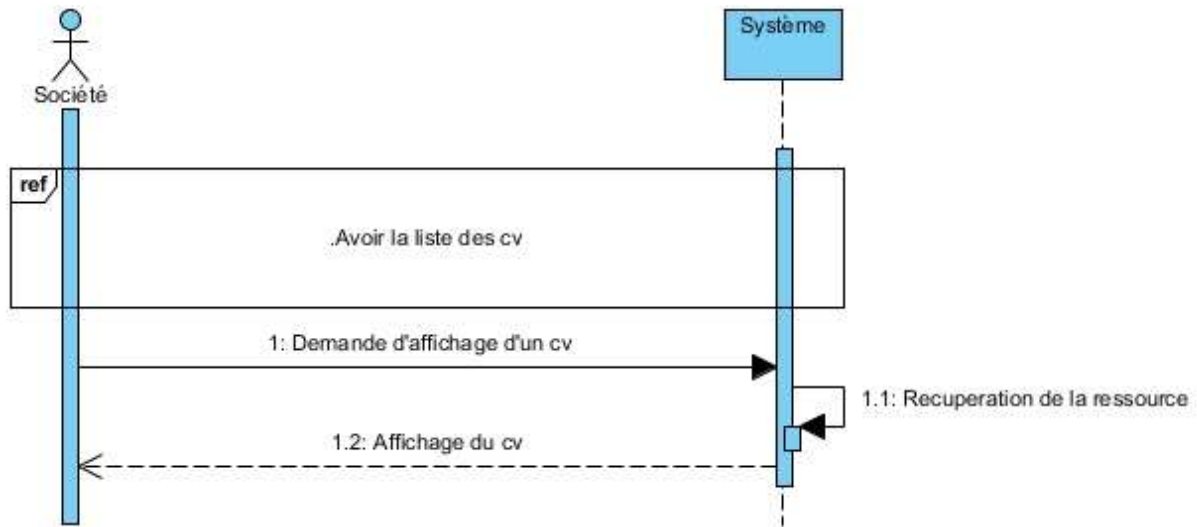 Système
Société
ref
.Avoir la liste des cv
1: Demande d'affichage d'un cv
1.1: Recuperation de la ressource
1.2: Affichage du cv